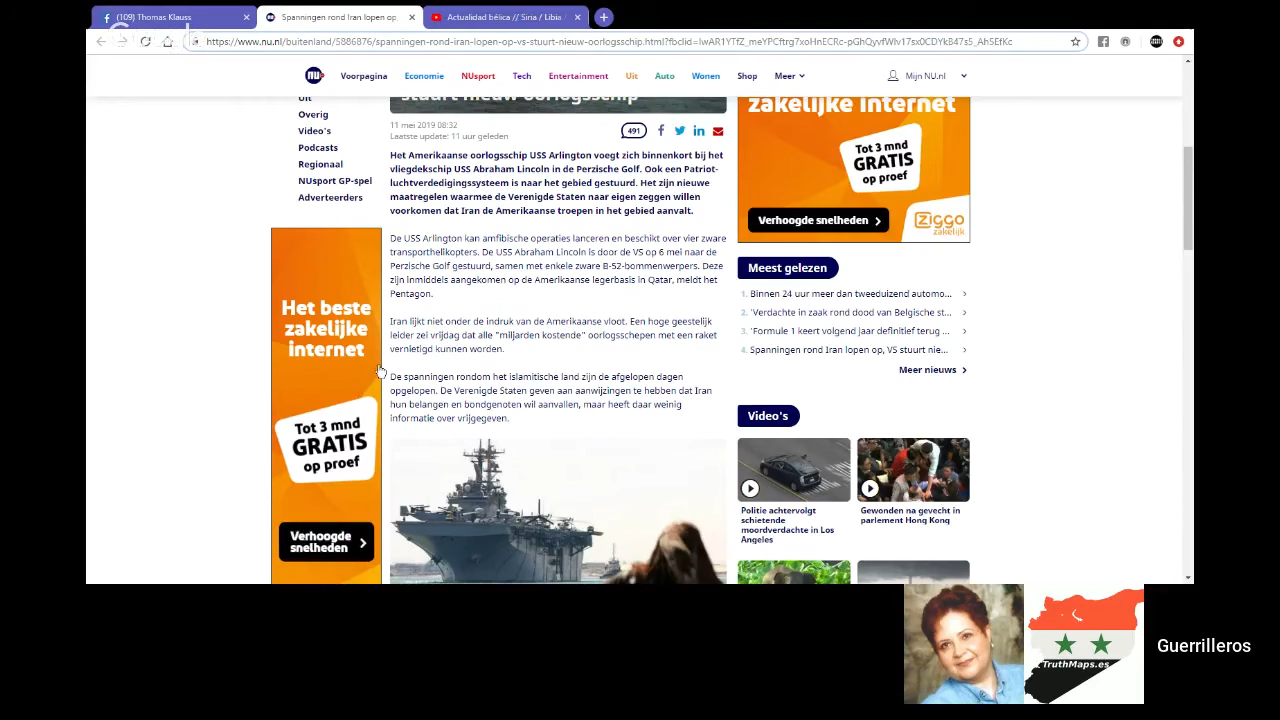 (109) Thomas Klauss
Spanningen rond Iran lopen op,
Actualidad bélica // Siria / Libia
https://www.nu.nl/buitenland/5886876/spanningen-rond-iran-lopen-op-vs-stuurt-nieuw-oorlogsschip.html?fbclid=
NU
Voorpagina
Economie
NUsport
Tech
Entertainment
Uit
Auto
Wonen
Shop
Meer
Mijn NU.nl
Uit
Overig
Video's
Podcasts
Regionaal
NUsport GP-spel
Adverteerders
stuurt nieuw oorlogsschip
11 mei 2019 08:32
Laatste update: 11 uur geleden
491
Het Amerikaanse oorlogsschip USS Arlington voegt zich binnenkort bij het
vliegdekschip USS Abraham Lincoln in de Perzische Golf. Ook een Patriot-
luchtverdedigingssysteem is naar het gebied gestuurd. Het zijn nieuwe
maatregelen waarmee de Verenigde Staten naar eigen zeggen willen
voorkomen dat Iran de Amerikaanse troepen in het gebied aanvalt.
De USS Arlington kan amfibische operaties lanceren en beschikt over vier zware
transporthelikopters. De USS Abraham Lincoln is door de VS op 6 mei naar de
Perzische Golf gestuurd, samen met enkele zware B-52-bommenwerpers. Deze
zijn inmiddels aangekomen op de Amerikaanse legerbasis in Qatar, meldt het
Pentagon.
Iran lijkt niet onder de indruk van de Amerikaanse vloot. Een hoge geestelijk
leider zei vrijdag dat alle "miljarden kostende" oorlogsschepen met een raket
vernietigd kunnen worden.
De spanningen rondom het islamitische land zijn de afgelopen dagen
opgelopen. De Verenigde Staten geven aan aanwijzingen te hebben dat Iran
hun belangen en bondgenoten wil aanvallen, maar heeft daar weinig
informatie over vrijgegeven.
Het beste
zakelijke
internet
Tot 3 mnd
GRATIS
op proef
Verhoogde
snelheden
zakelijke internet
Tot 3 mnd
GRATIS
op proef
Verhoogde snelheden
ZIGGO
zakelijk
Meest gelezen
1. Binnen 24 uur meer dan tweeduizend automo...
2. 'Verdachte in zaak rond dood van Belgische st...
3. 'Formule 1 keert volgend jaar definitief terug ...
4. Spanningen rond Iran lopen op, VS stuurt nie...
Meer nieuws
Video's
Politie achtervolgt
schietende
moordverdachte in Los
Angeles
Gewonden na gevecht in
parlement Hong Kong
TruthMaps.es
Guerrilleros